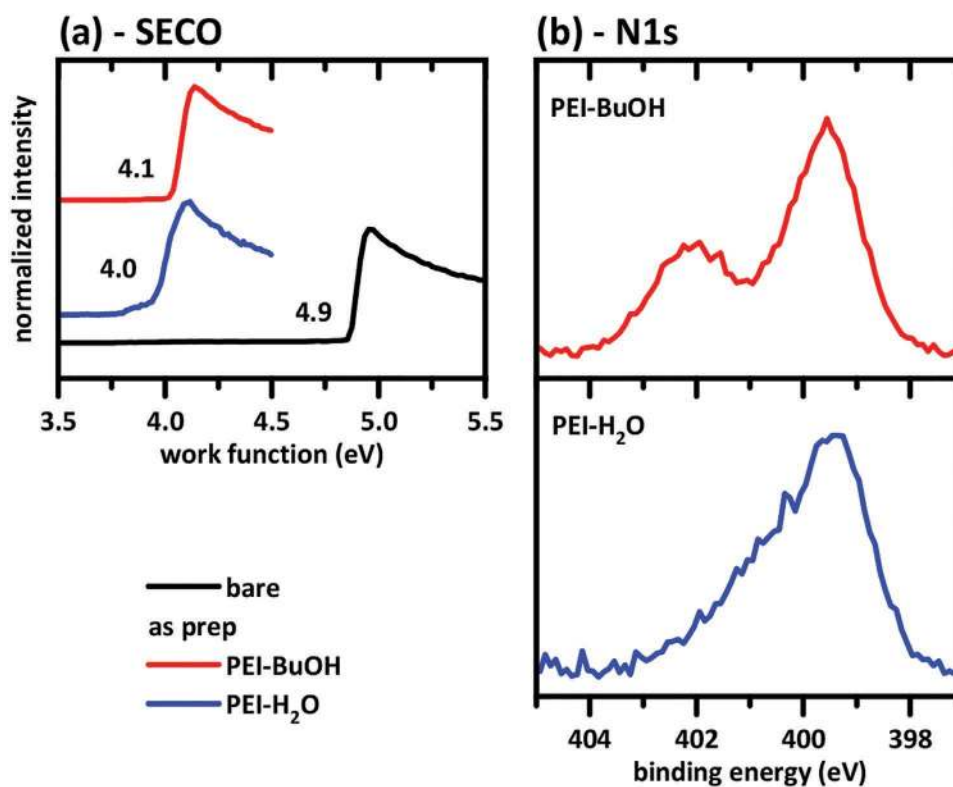 (a) - SECO
normalized intensity
4.1
4.0
4.9
3.5 4.0 4.5 5.0 5.5
work function (eV)
bare
as prep
PEI-BuOH
PEI-H₂O
(b) - N1s
PEI-BuOH
PEI-H₂O
404 402 400 398
binding energy (eV)